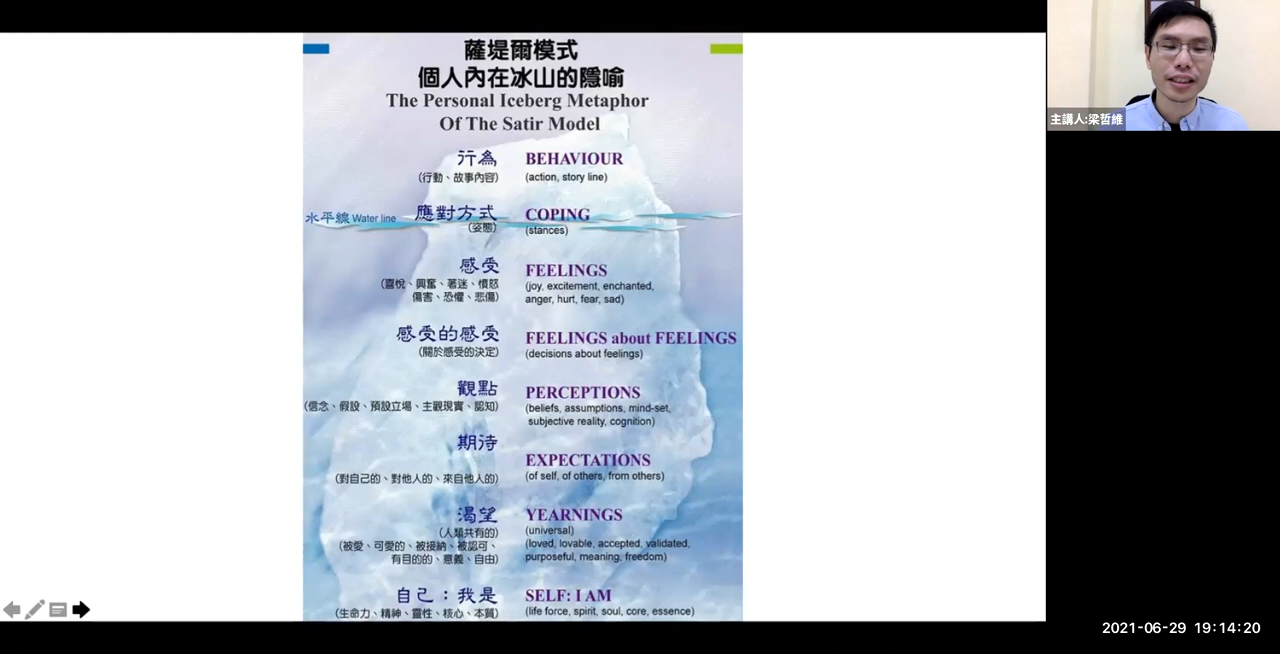 薩堤爾模式
個人內在冰山的隱喻
The Personal Iceberg Metaphor
Of The Satir Model
行為 BEHAVIOUR
(行動、故事內容) (action, story line)
水平線 Water line 應對方式 COPING
(姿態) (stances)
感受 FEELINGS
(喜悅、興奮、著迷、憤怒 (joy, excitement, enchanted,
傷害、恐懼、悲傷) anger, hurt, fear, sad)
感受的感受 FEELINGS about FEELINGS
(關於感受的決定) (decisions about feelings)
觀點 PERCEPTIONS
(信念、假設、預設立場、主觀現實、認知) (beliefs, assumptions, mind-set,
subjective reality, cognition)
期待 EXPECTATIONS
(對自己的、對他人的、來自他人的) (of self, of others, from others)
渴望 YEARNINGS
(人類共有的) (universal)
(被愛、可愛的、被接納、被認可、 (loved, lovable, accepted, validated,
有目的的、意義、自由) purposeful, meaning, freedom)
自己：我是 SELF: I AM
(生命力、精神、靈性、核心、本質) (life force, spirit, soul, core, essence)
主講人:梁哲維
2021-06-29 19:14:20